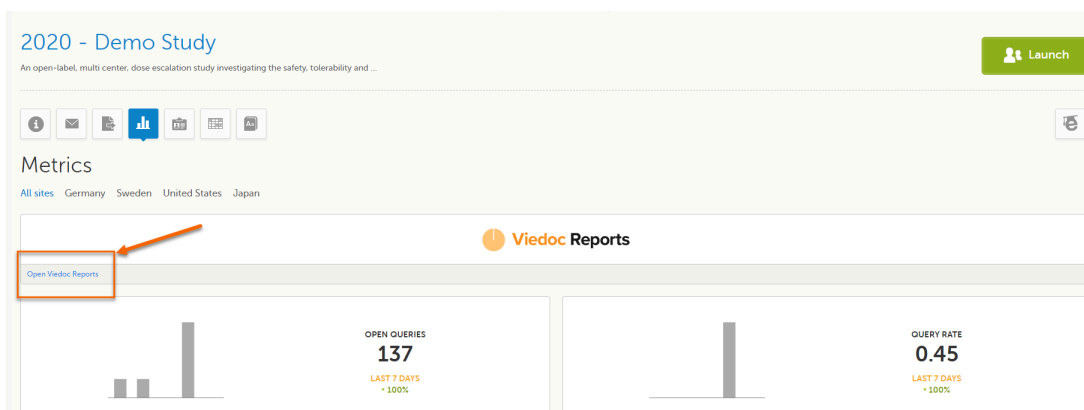 2020 - Demo Study
An open-label, multi center, dose escalation study investigating the safety, tolerability and ...
Launch
Metrics
All sites Germany Sweden United States Japan
Viedoc Reports
Open Viedoc Reports
OPEN QUERIES
137
LAST 7 DAYS
+ 100%
QUERY RATE
0.45
LAST 7 DAYS
+ 100%